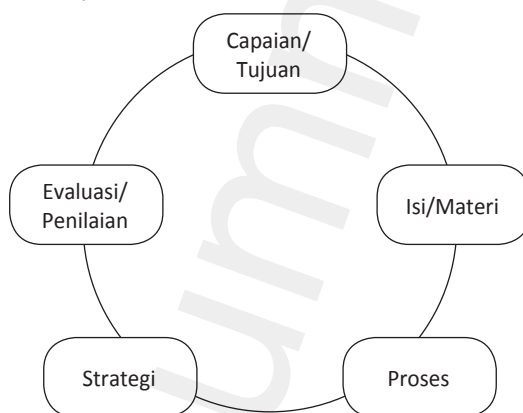 Capaian/
Tujuan
Evaluasi/
Penilaian
Isi/Materi
Strategi
Proses